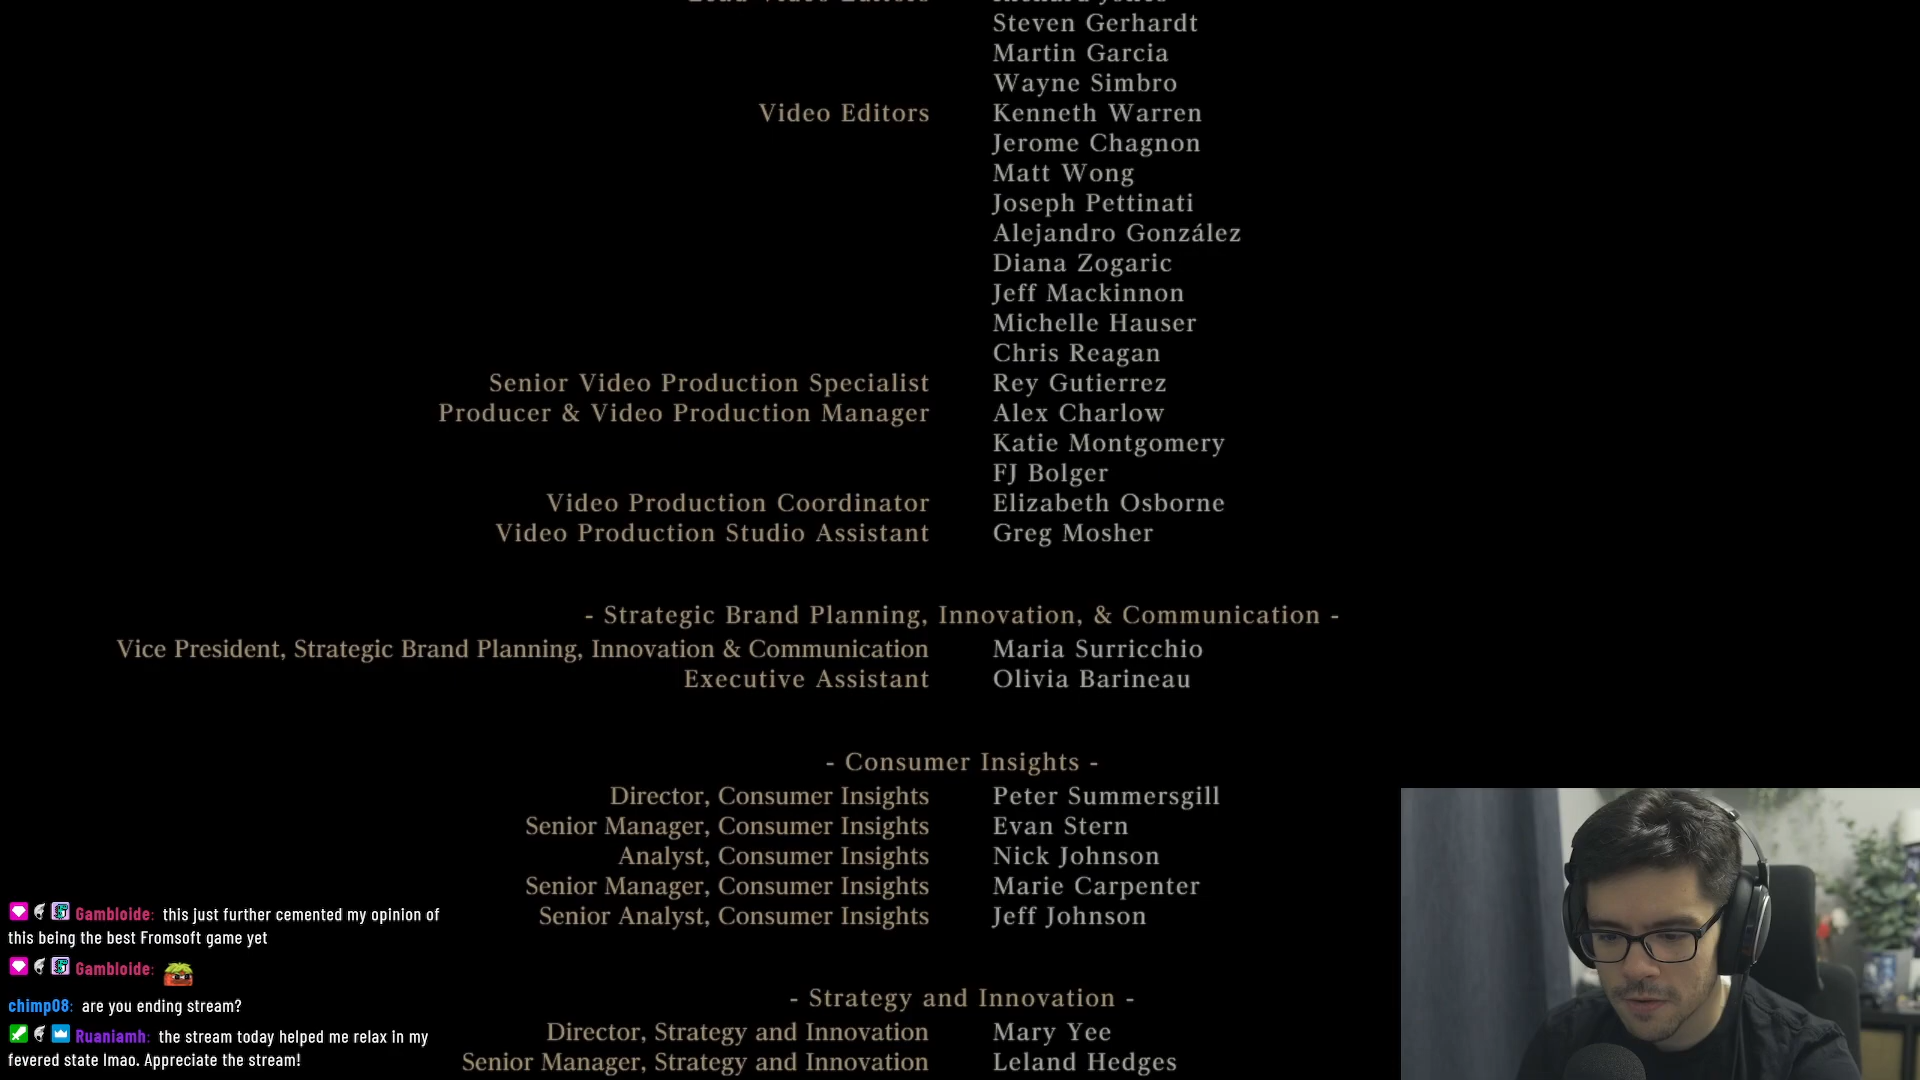 Steven Gerhardt
Martin Garcia
Wayne Simbro
Video Editors Kenneth Warren
Jerome Chagnon
Matt Wong
Joseph Pettinati
Alejandro González
Diana Zogaric
Jeff Mackinnon
Michelle Hauser
Chris Reagan
Senior Video Production Specialist Rey Gutierrez
Producer & Video Production Manager Alex Charlow
Katie Montgomery
FJ Bolger
Video Production Coordinator Elizabeth Osborne
Video Production Studio Assistant Greg Mosher
- Strategic Brand Planning, Innovation, & Communication -
Vice President, Strategic Brand Planning, Innovation & Communication Maria Surricchio
Executive Assistant Olivia Barineau
- Consumer Insights -
Director, Consumer Insights Peter Summersgill
Senior Manager, Consumer Insights Evan Stern
Analyst, Consumer Insights Nick Johnson
Senior Manager, Consumer Insights Marie Carpenter
Senior Analyst, Consumer Insights Jeff Johnson
- Strategy and Innovation -
Director, Strategy and Innovation Mary Yee
Senior Manager, Strategy and Innovation Leland Hedges
Gambloide: this just further cemented my opinion of
this being the best Fromsoft game yet
Gambloide:
chimp08: are you ending stream?
Ruaniamh: the stream today helped me relax in my
fevered state lmao. Appreciate the stream!